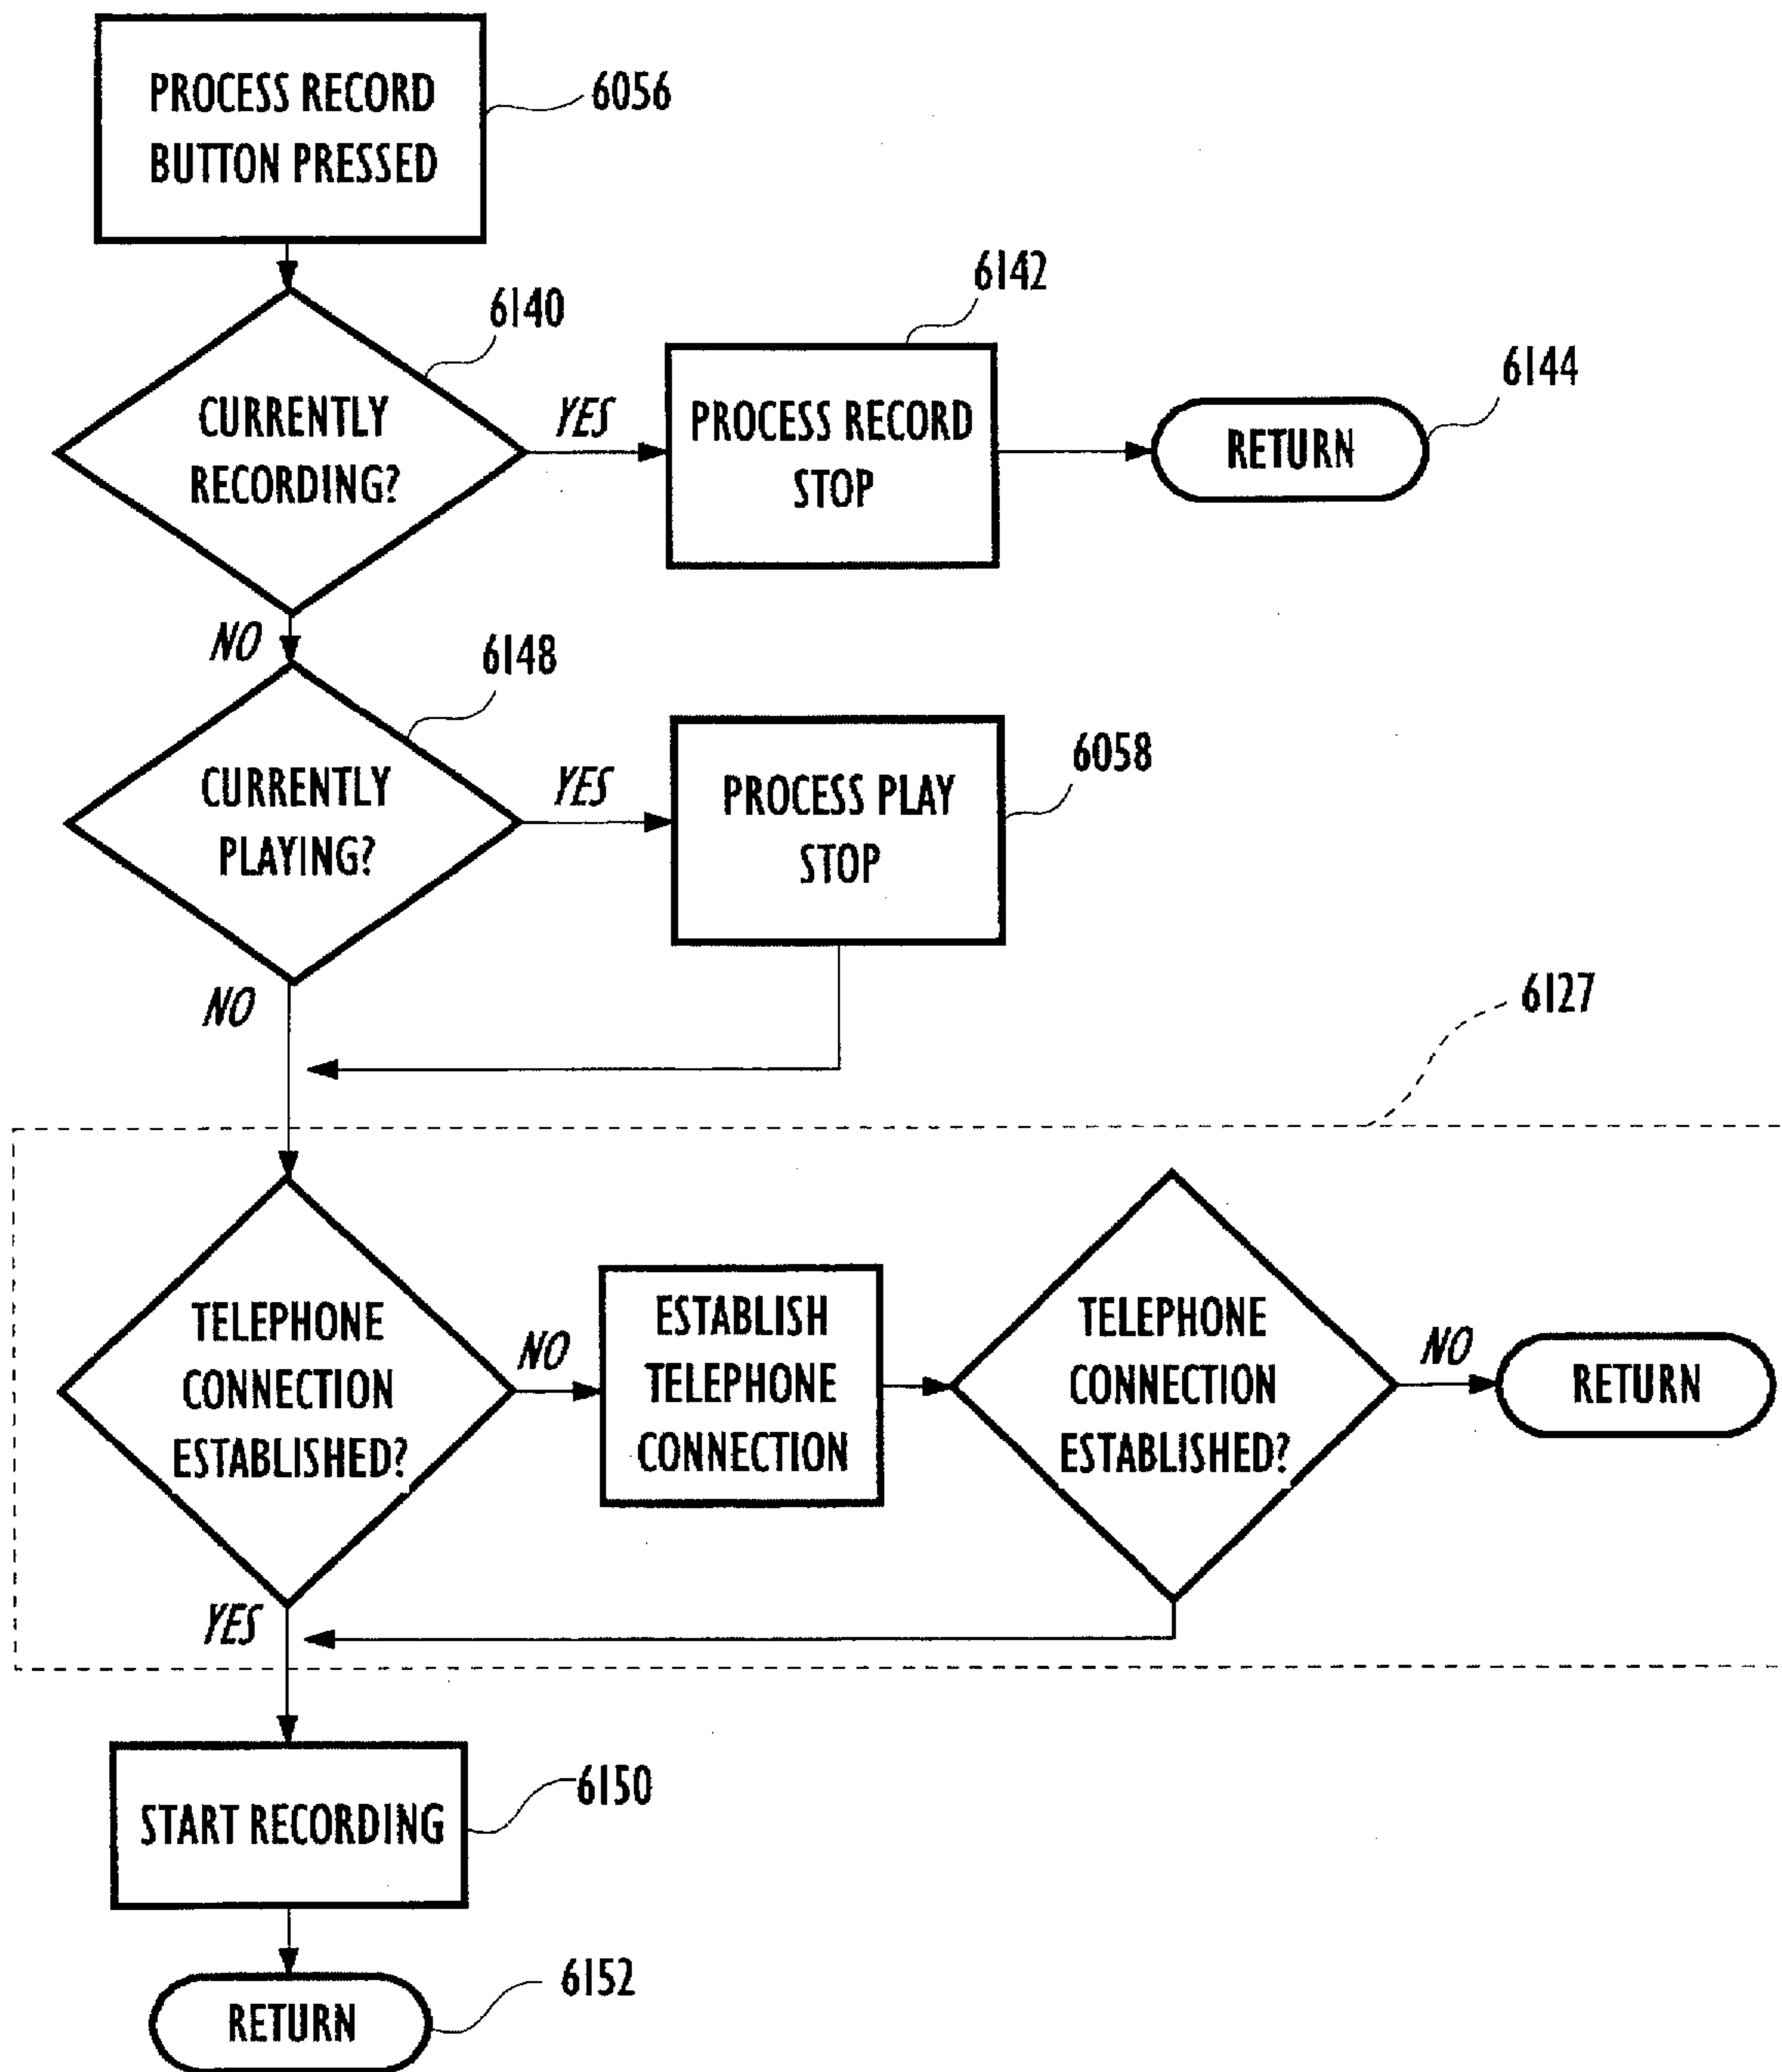 PROCESS RECORD
BUTTON PRESSED
6056
6140
CURRENTLY
RECORDING?
YES
6142
PROCESS RECORD
STOP
6144
RETURN
NO
6148
CURRENTLY
PLAYING?
YES
6058
PROCESS PLAY
STOP
NO
6127
TELEPHONE
CONNECTION
ESTABLISHED?
NO
ESTABLISH
TELEPHONE
CONNECTION
TELEPHONE
CONNECTION
ESTABLISHED?
NO
RETURN
YES
START RECORDING
6150
RETURN
6152